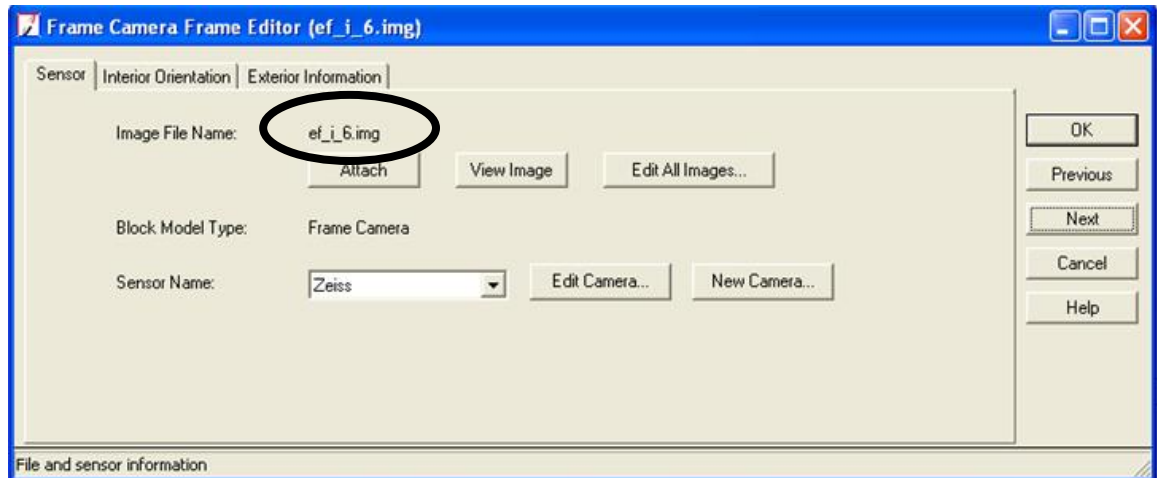 Frame Camera Frame Editor (ef_i_6.img)
Sensor Interior Orientation Exterior Information
Image File Name: ef_i_6.img
Attach View Image Edit All Images...
Block Model Type: Frame Camera
Sensor Name: Zeiss Edit Camera... New Camera...
OK
Previous
Next
Cancel
Help
File and sensor information